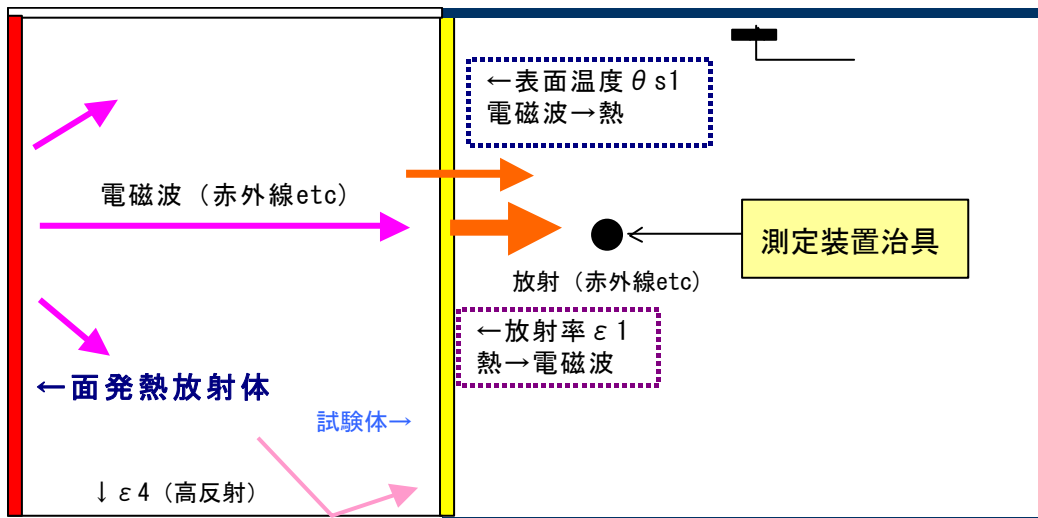 ←表面温度θs1
電磁波→熱
電磁波（赤外線etc）
測定装置治具
放射（赤外線etc）
←放射率ε1
熱→電磁波
←面発熱放射体
試験体→
↓ε4（高反射）